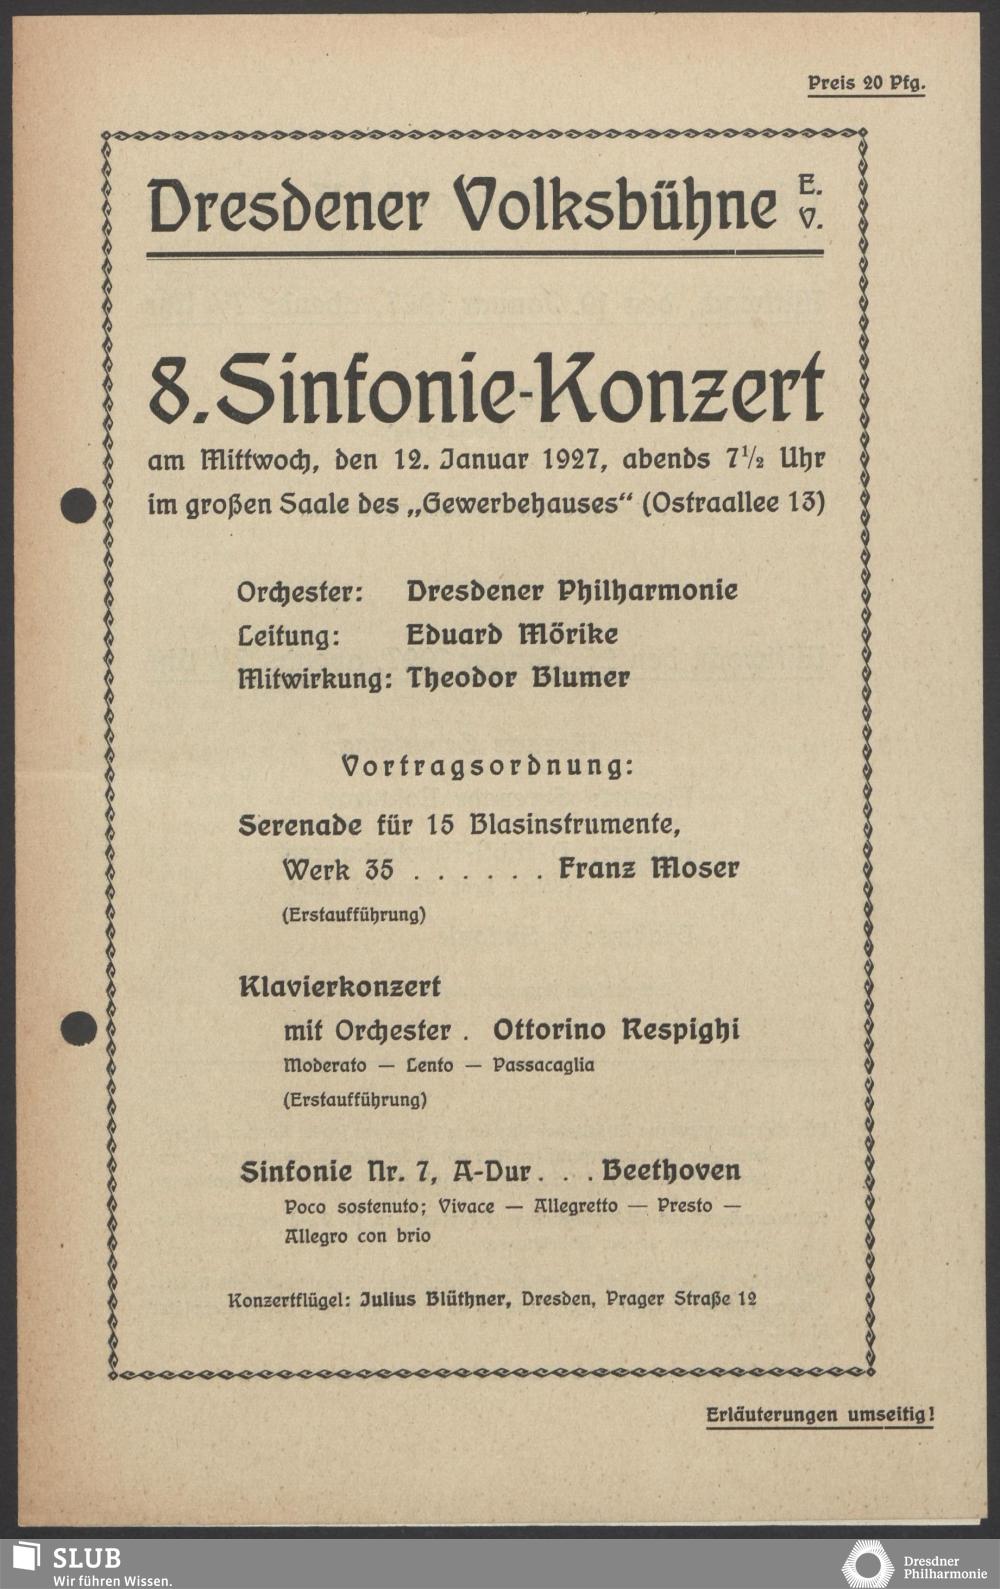 Preis 20 Pfg.
Dresdener Volksbühne E. V.
8. Sinfonie-Konzert
am Mittwoch, den 12. Januar 1927, abends 7½ Uhr
im großen Saale des „Gewerbehauses“ (Ostraallee 13)
Orchester: Dresdener Philharmonie
Leitung: Eduard Mörike
Mitwirkung: Theodor Blumer
Vortragsordnung:
Serenade für 15 Blasinstrumente,
Werk 35 . . . . . . Franz Moser
(Erstaufführung)
Klavierkonzert
mit Orchester . Ottorino Respighi
Moderato — Lento — Passacaglia
(Erstaufführung)
Sinfonie Nr. 7, A-Dur . . . Beethoven
Poco sostenuto; Vivace — Allegretto — Presto —
Allegro con brio
Konzertflügel: Julius Blüthner, Dresden, Prager Straße 12
Erläuterungen umseitig!
SLUB
Wir führen Wissen.
Dresdner
Philharmonie